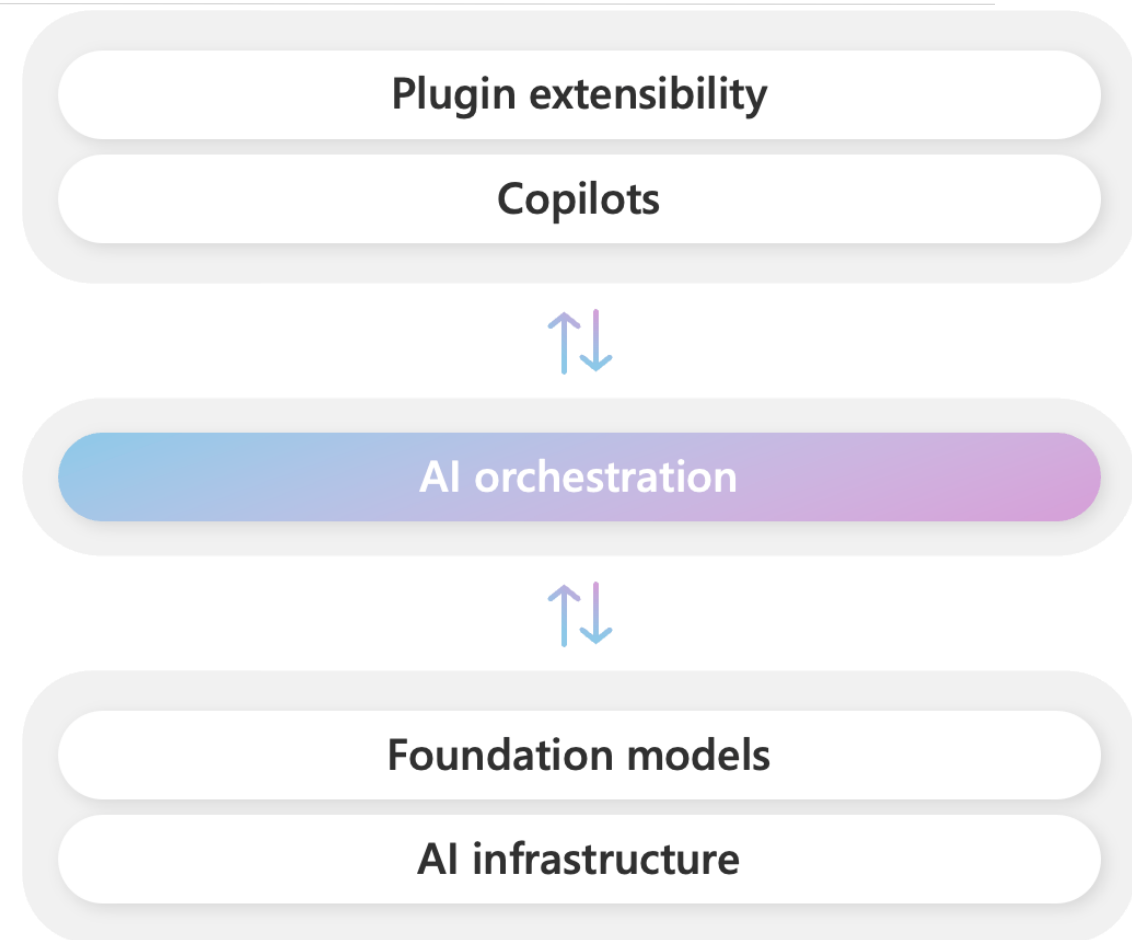 Plugin extensibility
Copilots
AI orchestration
Foundation models
AI infrastructure